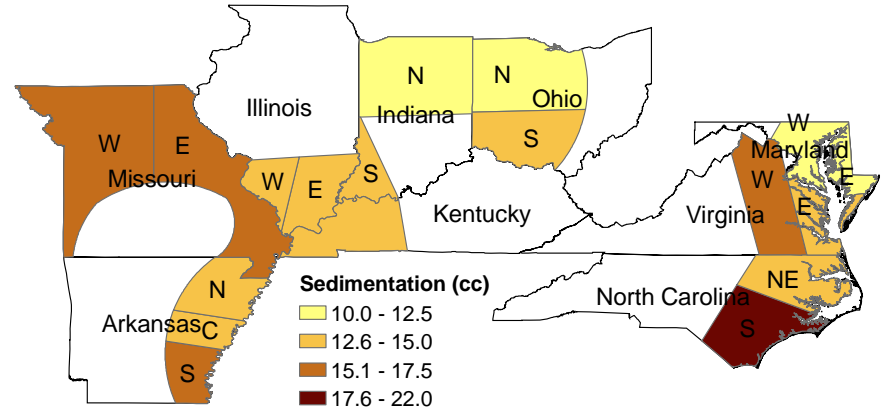 N
N
Illinois
Indiana
Ohio
W
W
E
S
Maryland
Missouri
W
E
S
W
E
Kentucky
Virginia
E
Sedimentation (cc)
N
NE
10.0 - 12.5
North Carolina
Arkansas
C
12.6 - 15.0
S
15.1 - 17.5
S
17.6 - 22.0